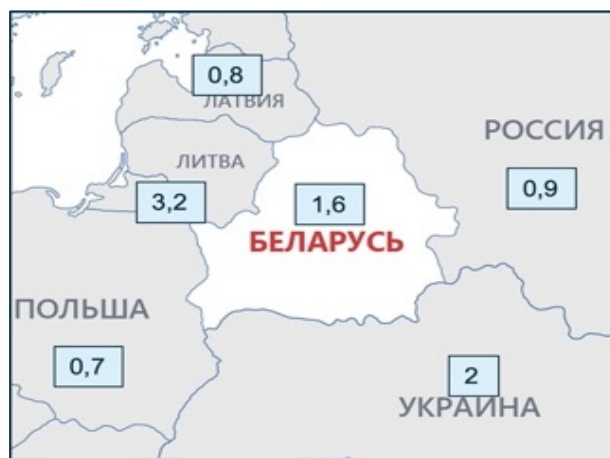 0,8
ЛАТВИЯ
РОССИЯ
ЛИТВА
0,9
3,2
1,6
БЕЛАРУСЬ
ПОЛЬША
0,7
2
УКРАИНА